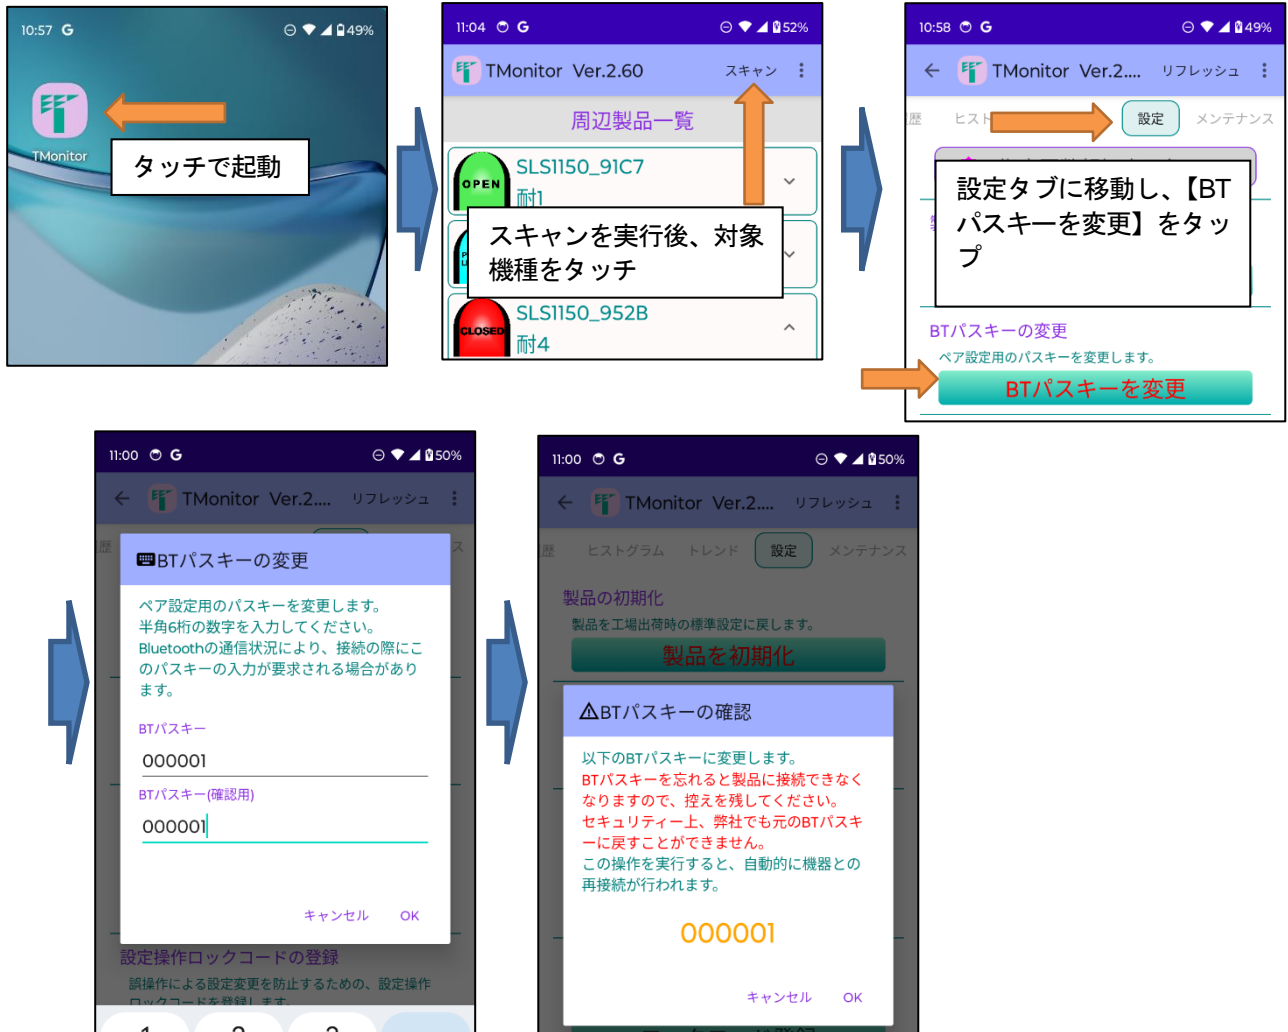 10:57 G 49%
TMonitor
タッチで起動
11:04 G 52%
TMonitor Ver.2.60 スキャン
周辺製品一覧
OPEN
SLS1150_91C7
耐1
スキャンを実行後、対象
機種をタッチ
CLOSED
SLS1150_952B
耐4
10:58 G 49%
TMonitor Ver.2.... リフレッシュ
歴 ヒスト 設定 メンテナンス
設定タブに移動し、【BT
パスキーを変更】をタッ
プ
BTパスキーの変更
ペア設定用のパスキーを変更します。
BTパスキーを変更
11:00 G 50%
TMonitor Ver.2.... リフレッシュ
歴 ス
BTパスキーの変更
ペア設定用のパスキーを変更します。
半角6桁の数字を入力してください。
Bluetoothの通信状況により、接続の際にこ
のパスキーの入力が要求される場合があり
ます。
BTパスキー
000001
BTパスキー(確認用)
000001
キャンセル OK
設定操作ロックコードの登録
誤操作による設定変更を防止するための、設定操作
ロックコードを登録します。
1 2 3
11:00 G 50%
TMonitor Ver.2.... リフレッシュ
歴 ヒストグラム トレンド 設定 メンテナンス
製品の初期化
製品を工場出荷時の標準設定に戻します。
製品を初期化
BTパスキーの確認
以下のBTパスキーに変更します。
BTパスキーを忘れると製品に接続できなく
なりますので、控えを残してください。
セキュリティー上、弊社でも元のBTパスキ
ーに戻すことができません。
この操作を実行すると、自動的に機器との
再接続が行われます。
000001
キャンセル OK